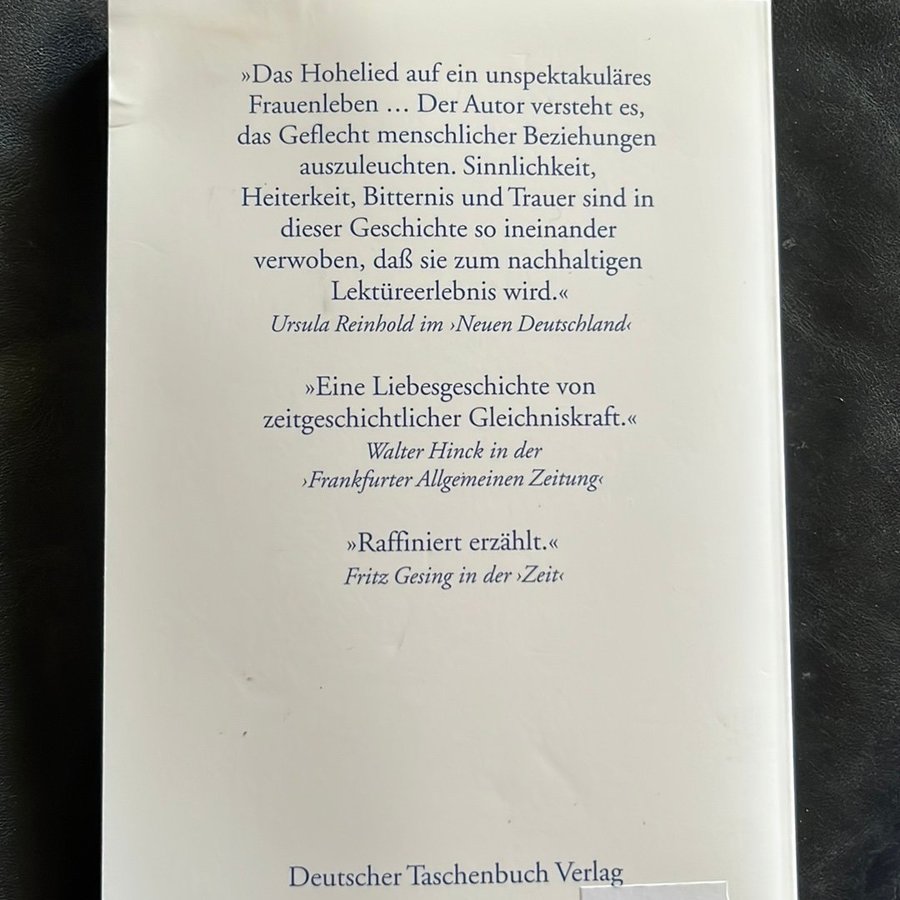 »Das Hohelied auf ein unspektakuläres
Frauenleben ... Der Autor versteht es,
das Geflecht menschlicher Beziehungen
auszuleuchten. Sinnlichkeit,
Heiterkeit, Bitternis und Trauer sind in
dieser Geschichte so ineinander
verwoben, daß sie zum nachhaltigen
Lektüreerlebnis wird.«
Ursula Reinhold im ›Neuen Deutschland‹
»Eine Liebesgeschichte von
zeitgeschichtlicher Gleichniskraft.«
Walter Hinck in der
›Frankfurter Allgemeinen Zeitung‹
»Raffiniert erzählt.«
Fritz Gesing in der ›Zeit‹
Deutscher Taschenbuch Verlag